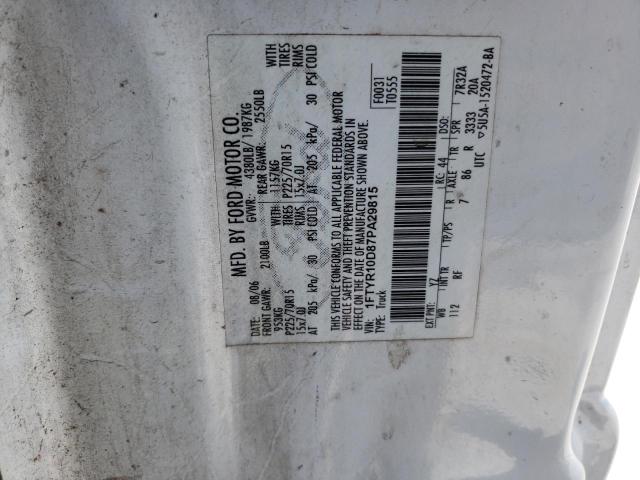 MFD. BY FORD MOTOR CO.
DATE: 08/06 GVWR: 4380LB/ 1987KG
FRONT GAWR: 2100LB REAR GAWR: 2550LB
953KG WITH 1157KG WITH
P225/70R15 TIRES P225/70R15 TIRES
15x7.0J RIMS 15x7.0J RIMS
AT 205 kPa/ 30 PSI COLD AT 205 kPa/ 30 PSI COLD
THIS VEHICLE CONFORMS TO ALL APPLICABLE FEDERAL MOTOR
VEHICLE SAFETY AND THEFT PREVENTION STANDARDS IN
EFFECT ON THE DATE OF MANUFACTURE SHOWN ABOVE.
VIN: 1FTYR10D87PA29815 F0031
TYPE: Truck T0555
EXT PNT: YZ RC: 44 DSO: 7R32A
WB INT TR TP/PS R AXLE TR SPR 20A
112 RF 7 86 R 3333
UTC ▽5U5A-1520472-BA